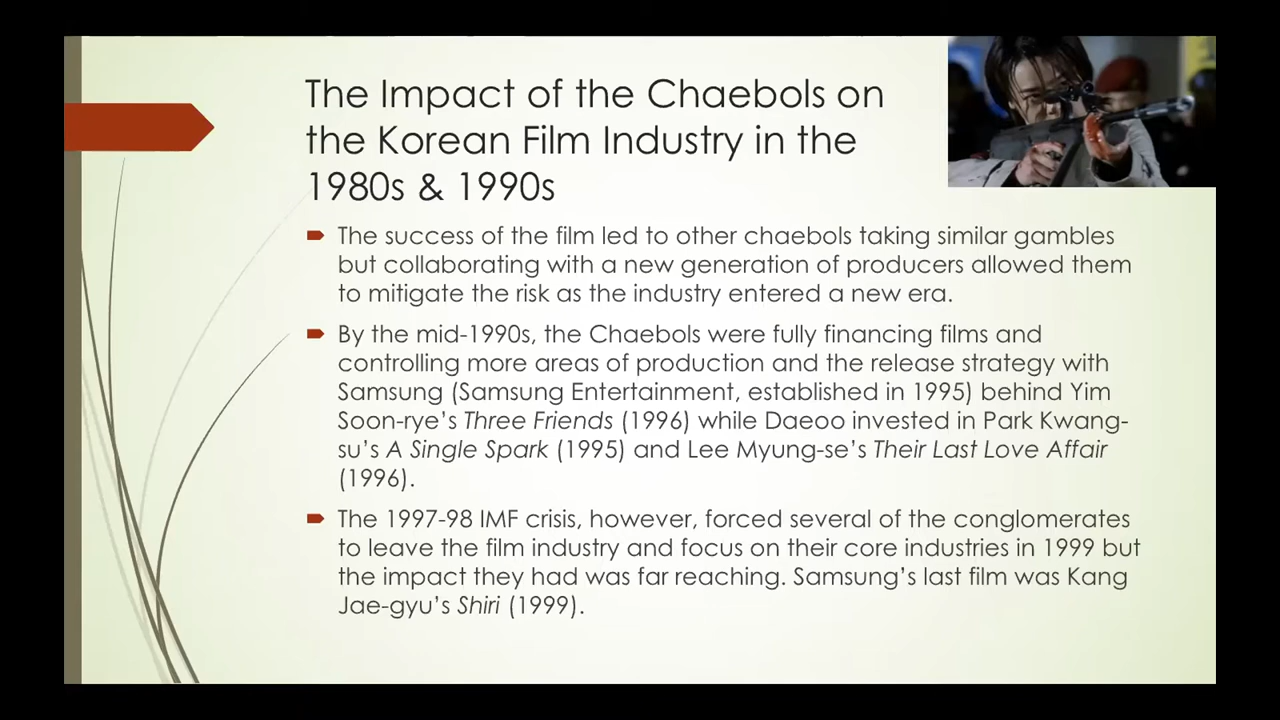 The Impact of the Chaebols on
the Korean Film Industry in the
1980s & 1990s
The success of the film led to other chaebols taking similar gambles
but collaborating with a new generation of producers allowed them
to mitigate the risk as the industry entered a new era.
By the mid-1990s, the Chaebols were fully financing films and
controlling more areas of production and the release strategy with
Samsung (Samsung Entertainment, established in 1995) behind Yim
Soon-rye’s Three Friends (1996) while Daeoo invested in Park Kwang-
su’s A Single Spark (1995) and Lee Myung-se’s Their Last Love Affair
(1996).
The 1997-98 IMF crisis, however, forced several of the conglomerates
to leave the film industry and focus on their core industries in 1999 but
the impact they had was far reaching. Samsung’s last film was Kang
Jae-gyu’s Shiri (1999).